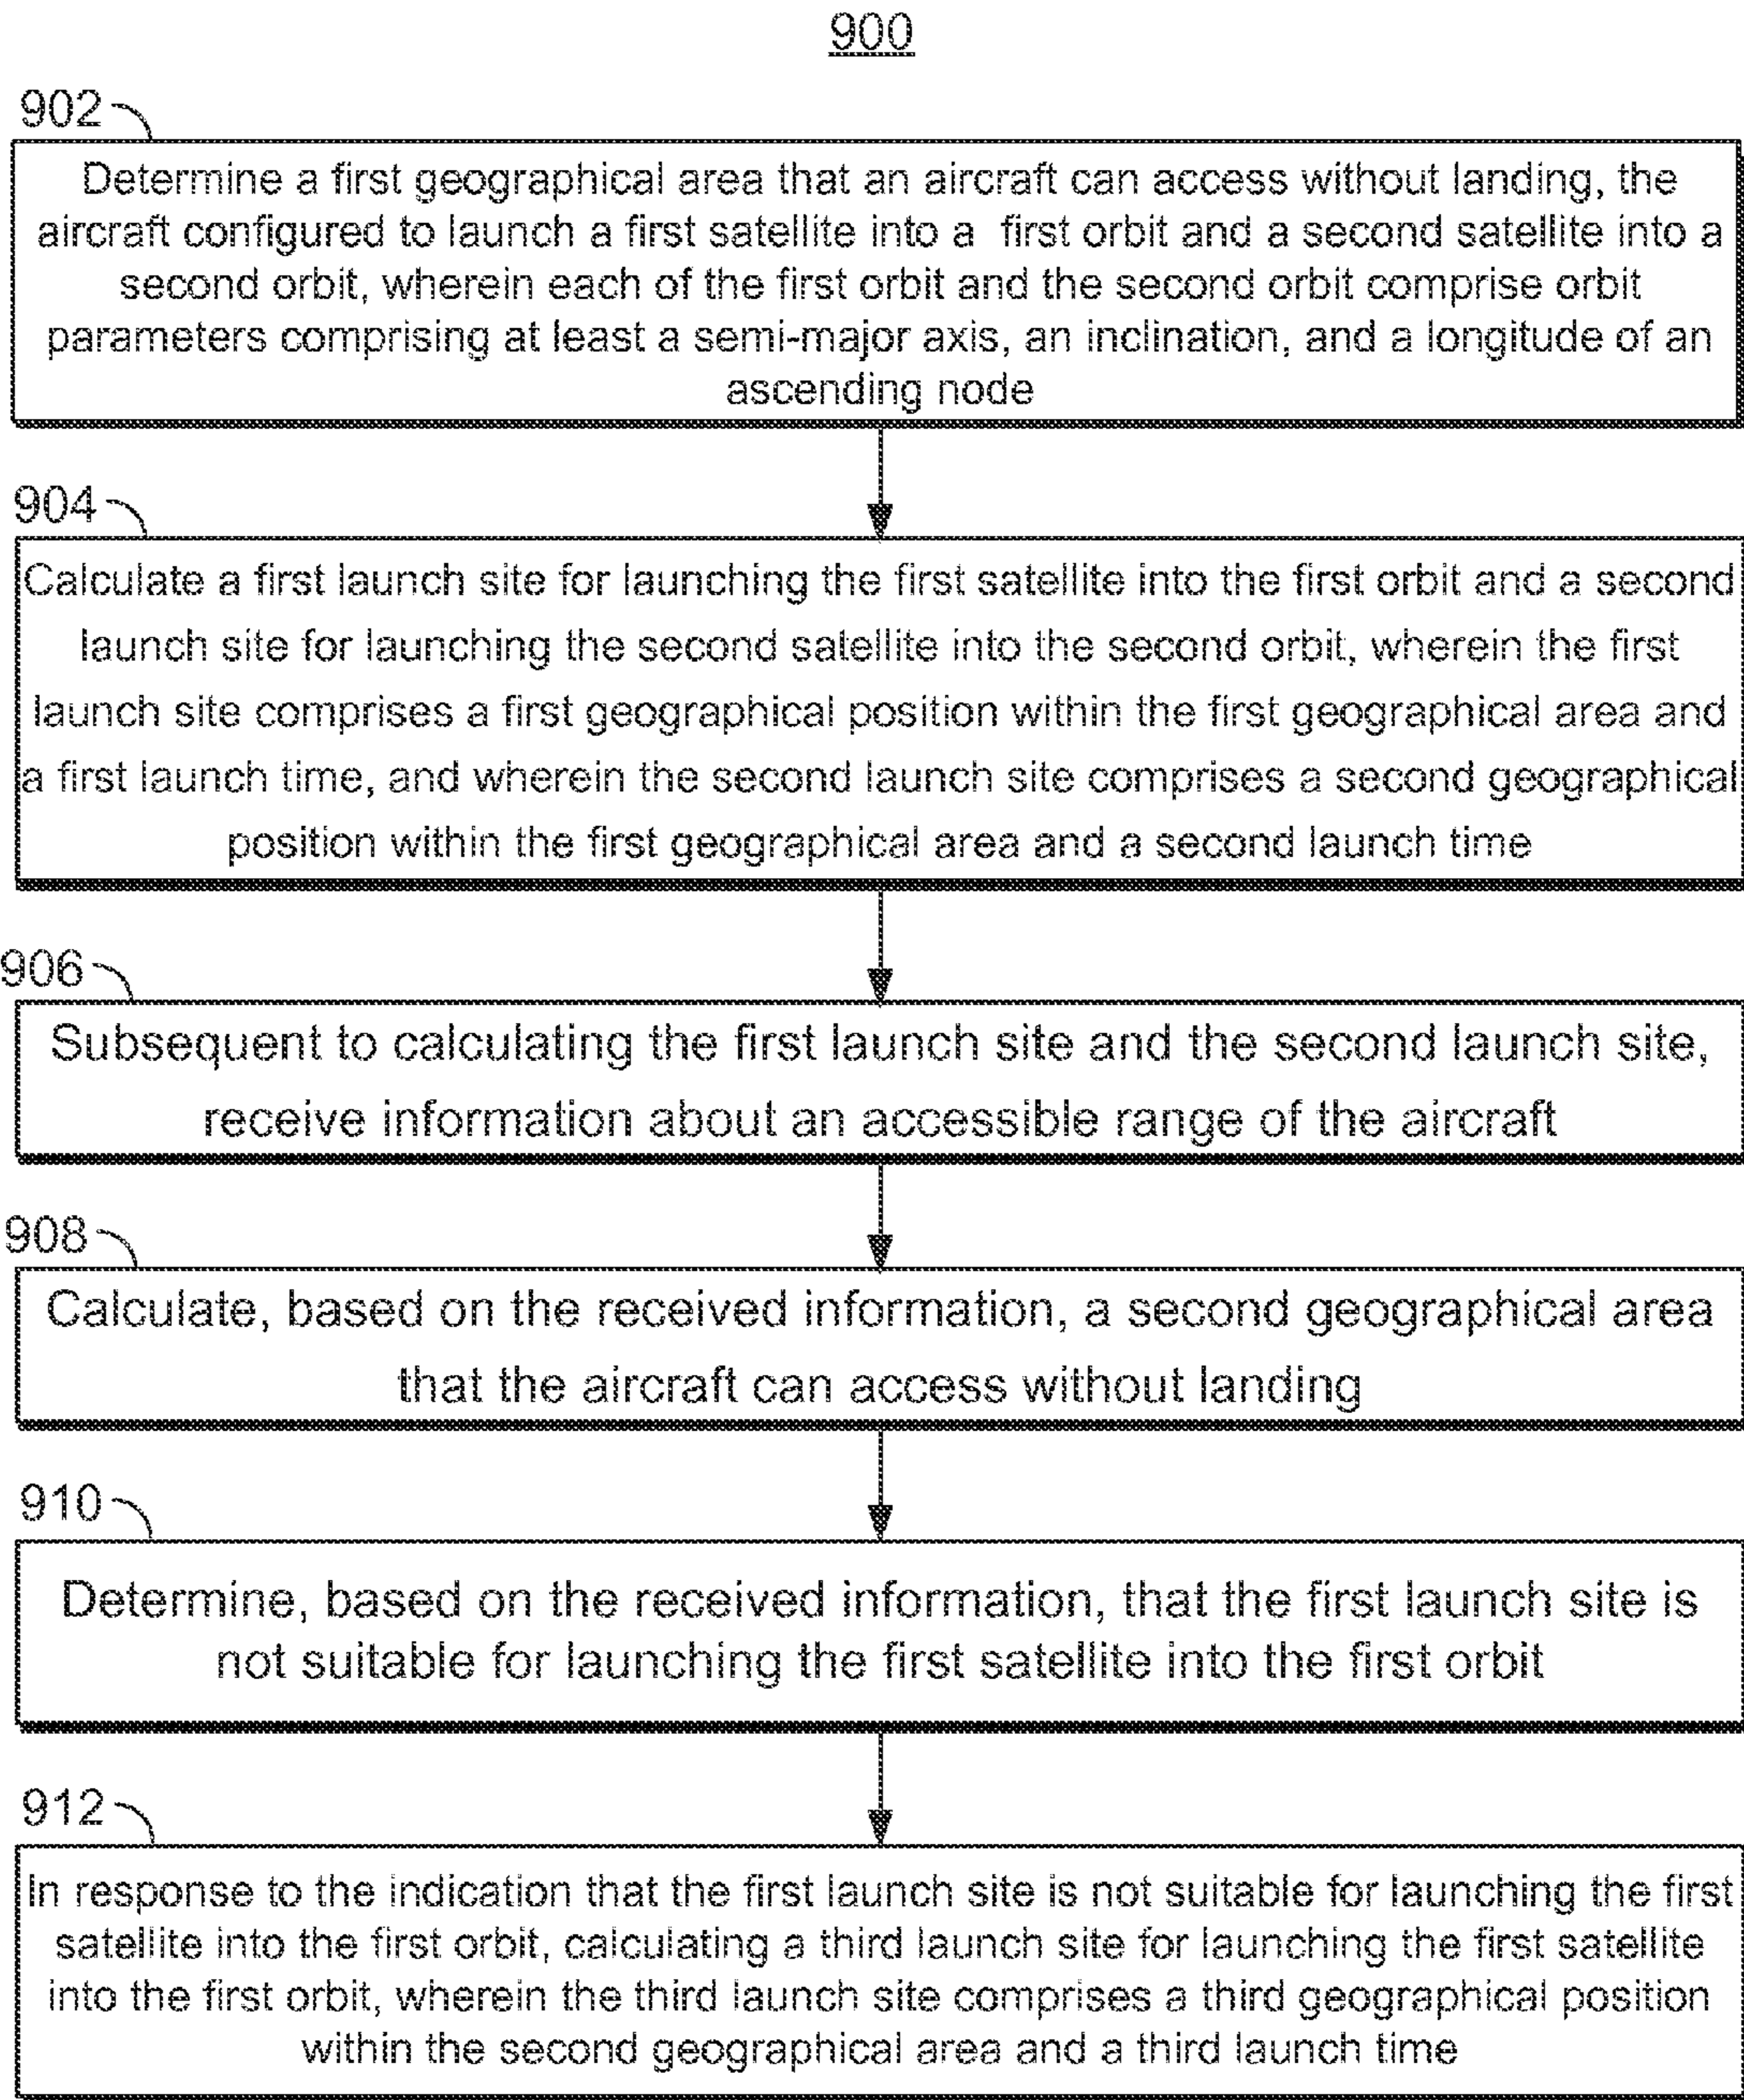 900
902
Determine a first geographical area that an aircraft can access without landing, the
aircraft configured to launch a first satellite into a first orbit and a second satellite into a
second orbit, wherein each of the first orbit and the second orbit comprise orbit
parameters comprising at least a semi-major axis, an inclination, and a longitude of an
ascending node
904
Calculate a first launch site for launching the first satellite into the first orbit and a second
launch site for launching the second satellite into the second orbit, wherein the first
launch site comprises a first geographical position within the first geographical area and
a first launch time, and wherein the second launch site comprises a second geographical
position within the first geographical area and a second launch time
906
Subsequent to calculating the first launch site and the second launch site,
receive information about an accessible range of the aircraft
908
Calculate, based on the received information, a second geographical area
that the aircraft can access without landing
910
Determine, based on the received information, that the first launch site is
not suitable for launching the first satellite into the first orbit
912
In response to the indication that the first launch site is not suitable for launching the first
satellite into the first orbit, calculating a third launch site for launching the first satellite
into the first orbit, wherein the third launch site comprises a third geographical position
within the second geographical area and a third launch time